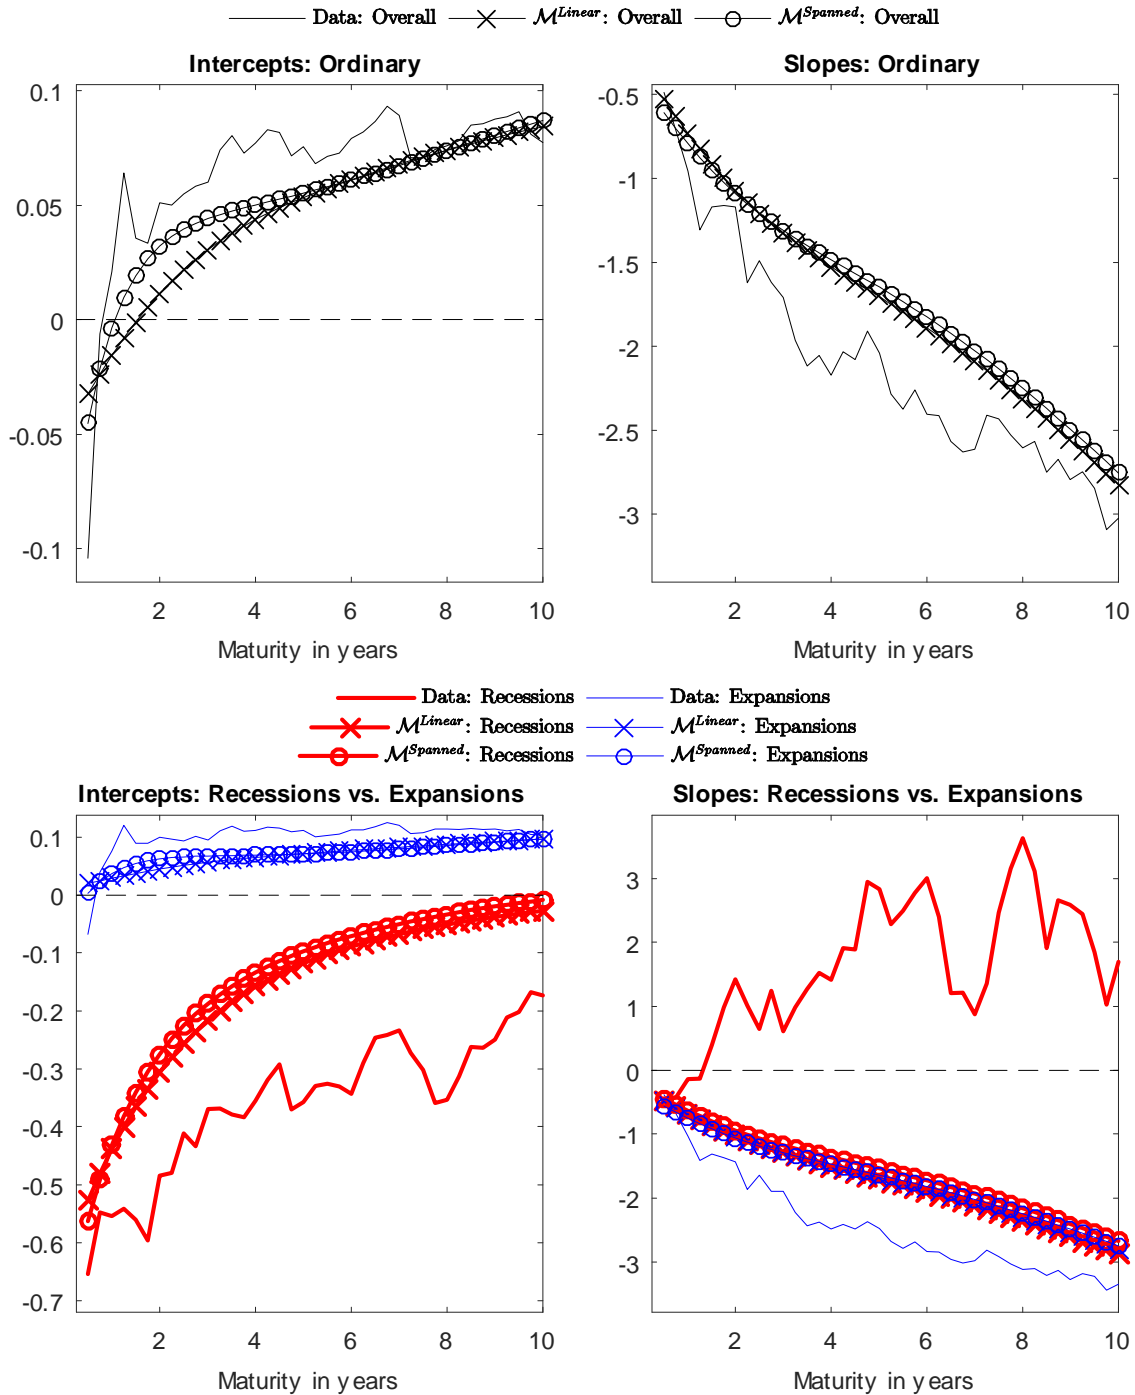 Data: Overall M^Linear: Overall M^Spanned: Overall
Intercepts: Ordinary
0.1
0.05
0
-0.05
-0.1
2 4 6 8 10
Maturity in years
Slopes: Ordinary
-0.5
-1
-1.5
-2
-2.5
-3
2 4 6 8 10
Maturity in years
Data: Recessions Data: Expansions
M^Linear: Recessions M^Linear: Expansions
M^Spanned: Recessions M^Spanned: Expansions
Intercepts: Recessions vs. Expansions
0.1
0
-0.1
-0.2
-0.3
-0.4
-0.5
-0.6
-0.7
2 4 6 8 10
Maturity in years
Slopes: Recessions vs. Expansions
3
2
1
0
-1
-2
-3
2 4 6 8 10
Maturity in years